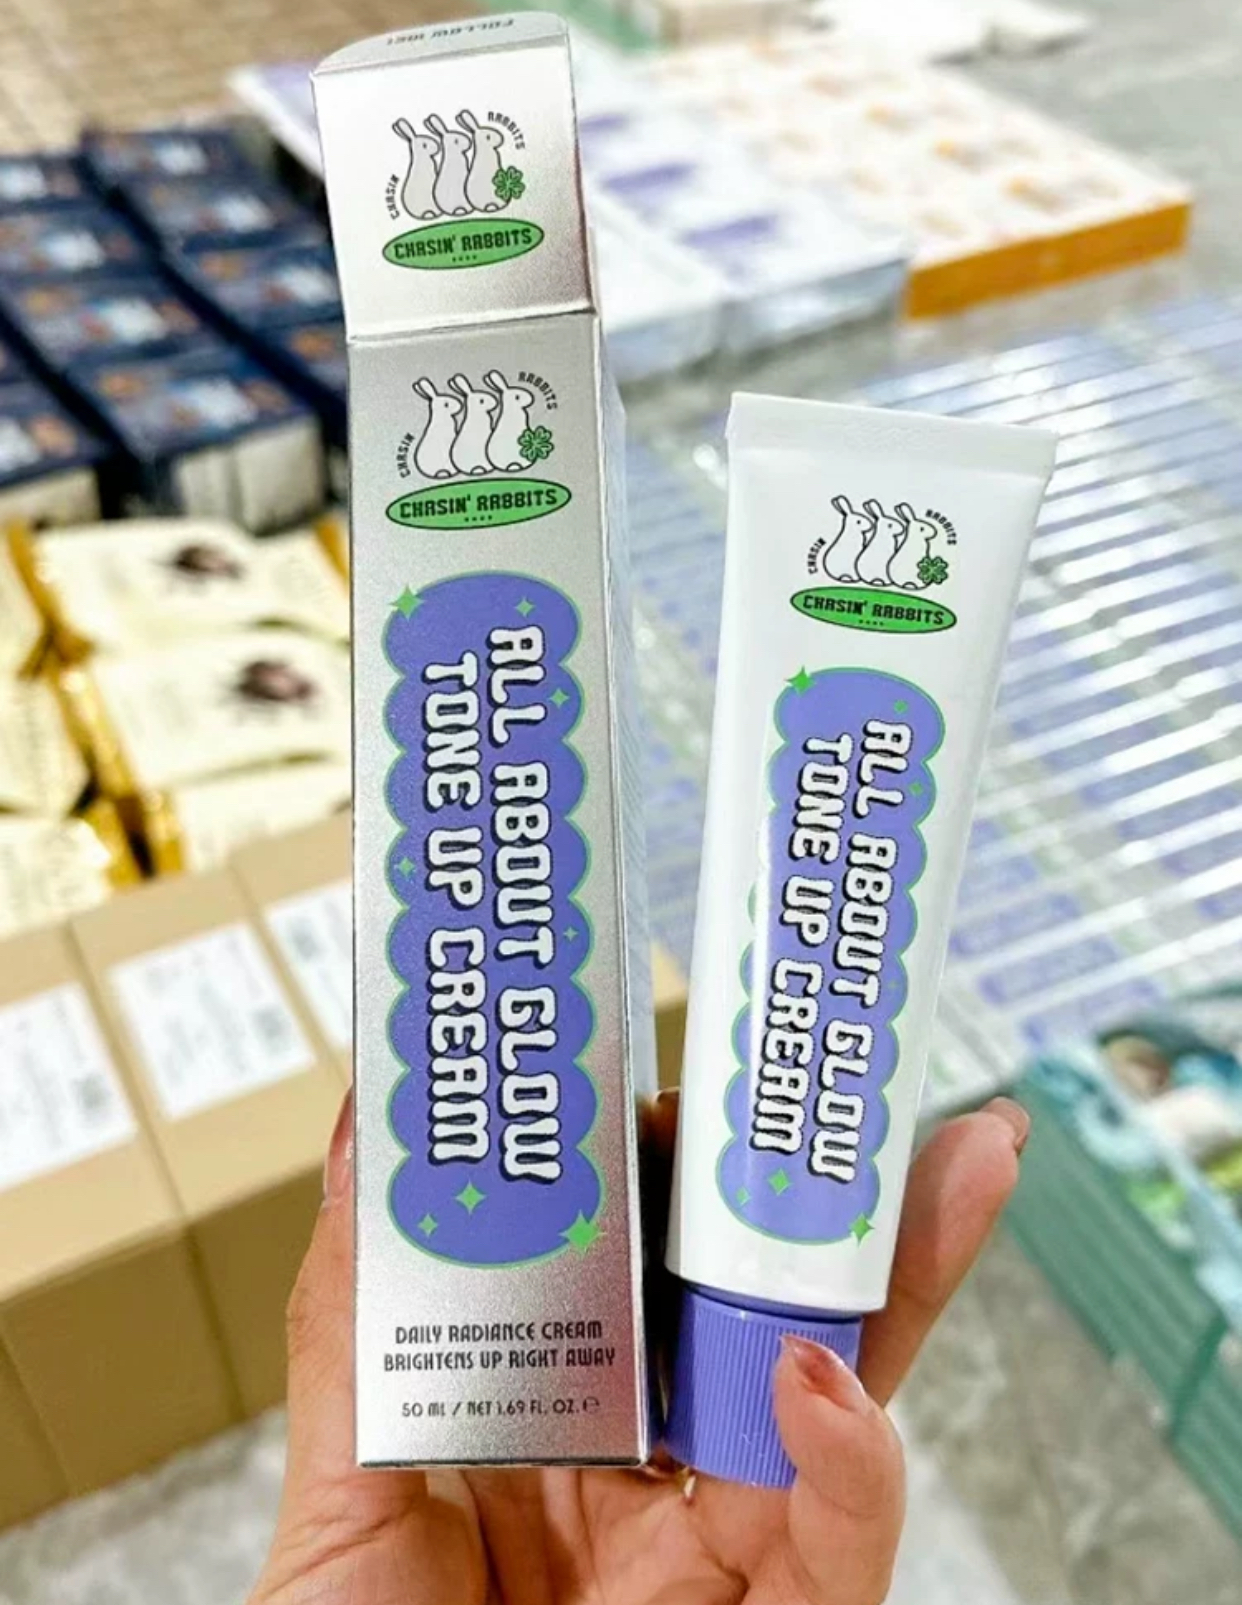 FOLLOW ME!
CHASIN RABBITS
CHASIN' RABBITS
CHASIN RABBITS
CHASIN' RABBITS
ALL ABOUT GLOW
TONE UP CREAM
DAILY RADIANCE CREAM
BRIGHTENS UP RIGHT AWAY
50 ML / NET 1.69 FL. OZ. ℮
CHASIN RABBITS
CHASIN' RABBITS
ALL ABOUT GLOW
TONE UP CREAM